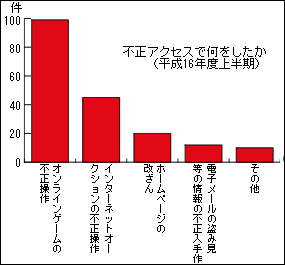 件
不正アクセスで何をしたか
（平成16年度上半期）
100
80
60
40
20
0
オンラインゲームの
不正操作
インターネットオー
クションの不正操作
ホームページの
改ざん
電子メールの盗み見
等の情報の不正入手作
その他